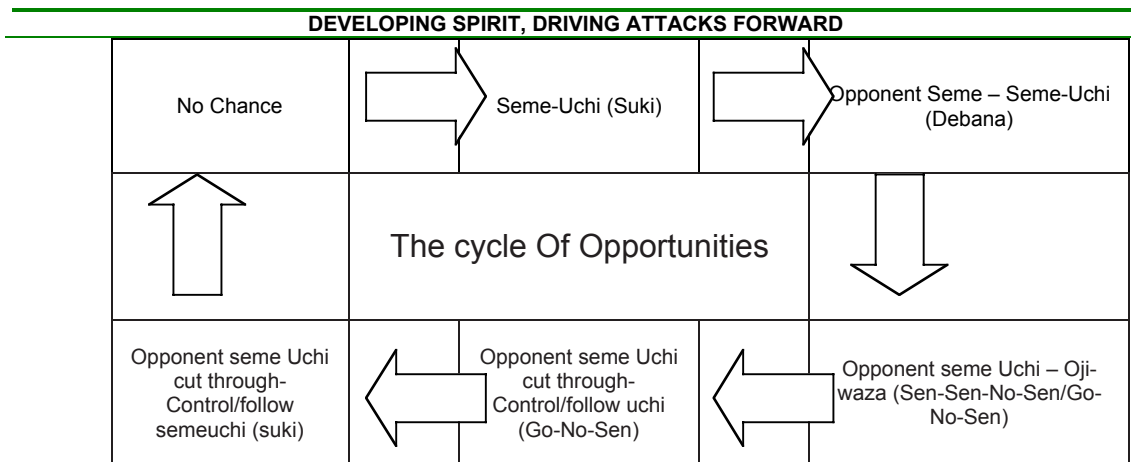 DEVELOPING SPIRIT, DRIVING ATTACKS FORWARD
No Chance
Seme-Uchi (Suki)
Opponent Seme – Seme-Uchi
(Debana)
The cycle Of Opportunities
Opponent seme Uchi
cut through-
Control/follow
semeuchi (suki)
Opponent seme Uchi
cut through-
Control/follow uchi
(Go-No-Sen)
Opponent seme Uchi – Oji-
waza (Sen-Sen-No-Sen/Go-
No-Sen)